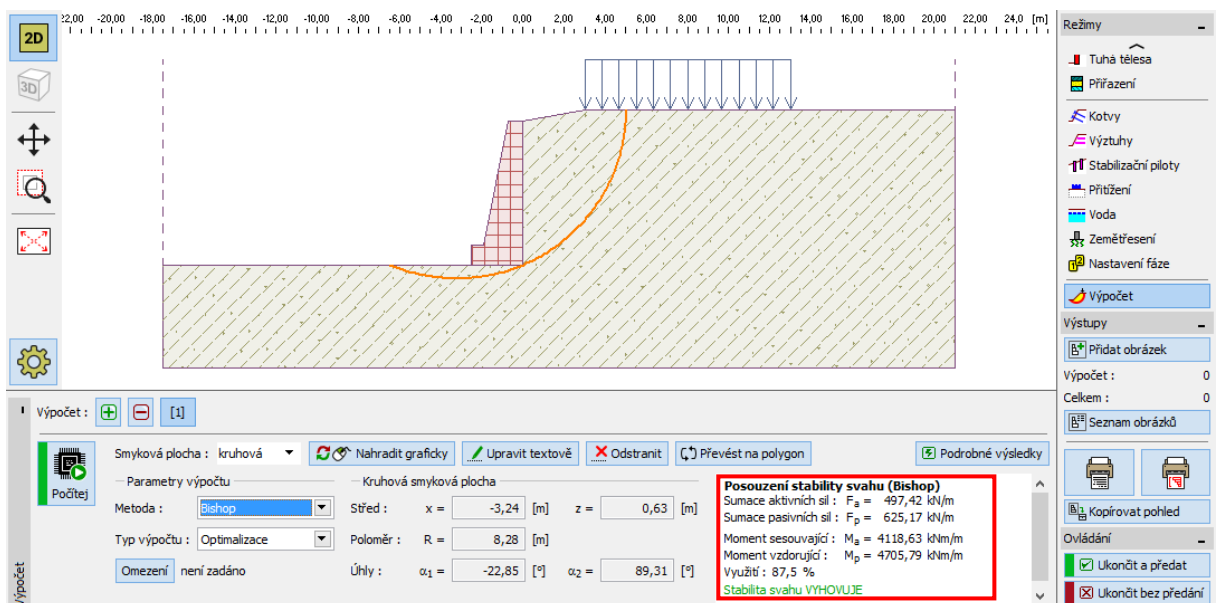 22,00 -20,00 -18,00 -16,00 -14,00 -12,00 -10,00 -8,00 -6,00 -4,00 -2,00 0,00 2,00 4,00 6,00 8,00 10,00 12,00 14,00 16,00 18,00 20,00 22,00 24,0 [m]
2D
3D
Režimy
Tuhá tělesa
Přiřazení
Kotvy
Výztuhy
Stabilizační piloty
Přitížení
Voda
Zemětřesení
Nastavení fáze
Výpočet
Výstupy
Přidat obrázek
Výpočet : 0
Celkem : 0
Seznam obrázků
Kopírovat pohled
Ovládání
Ukončit a předat
Ukončit bez předání
Výpočet
Výpočet : [1]
Počítej
Smyková plocha : kruhová Nahradit graficky Upravit textově Odstranit Převést na polygon Podrobné výsledky
Parametry výpočtu
Metoda : Bishop
Typ výpočtu : Optimalizace
Omezení není zadáno
Kruhová smyková plocha
Střed : x = -3,24 [m] z = 0,63 [m]
Poloměr : R = 8,28 [m]
Úhly : α1 = -22,85 [°] α2 = 89,31 [°]
Posouzení stability svahu (Bishop)
Sumace aktivních sil : Fa = 497,42 kN/m
Sumace pasivních sil : Fp = 625,17 kN/m
Moment sesouvající : Ma = 4118,63 kNm/m
Moment vzdorující : Mp = 4705,79 kNm/m
Využití : 87,5 %
Stabilita svahu VYHOVUJE